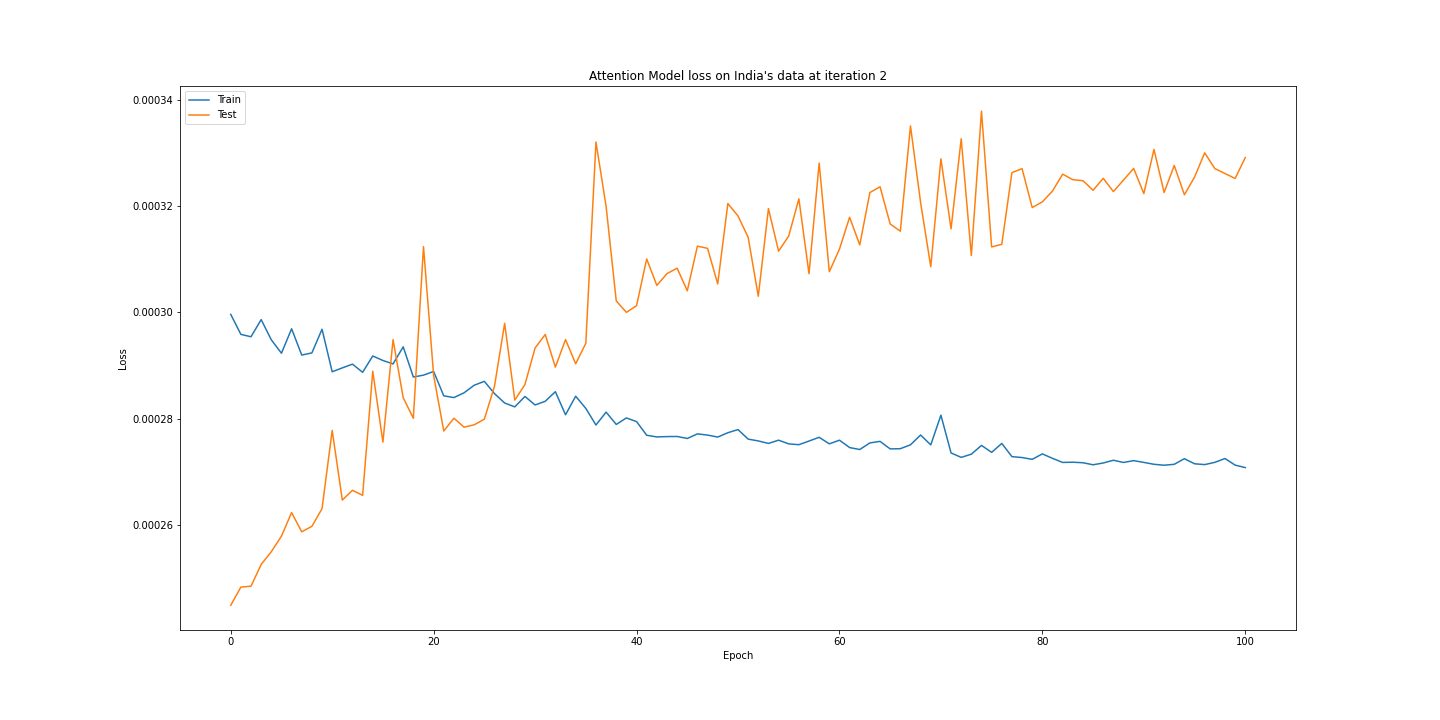 Attention Model loss on India's data at iteration 2
Train
Test
0.00034
0.00032
0.00030
0.00028
0.00026
Loss
0
20
40
60
80
100
Epoch